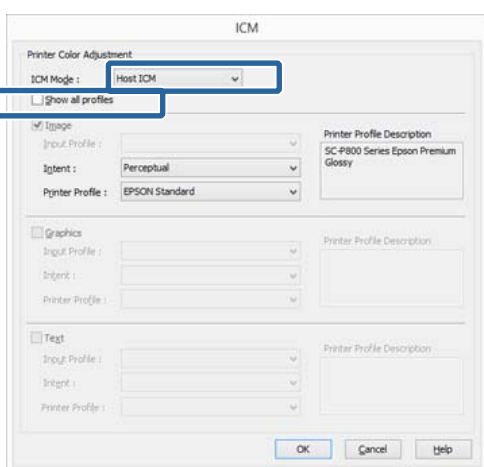 ICM
Printer Color Adjustment
ICM Mode : Host ICM
Show all profiles
Image
Input Profile :
Intent : Perceptual
Printer Profile : EPSON Standard
Printer Profile Description
SC-P800 Series Epson Premium
Glossy
Graphics
Input Profile :
Intent :
Printer Profile :
Printer Profile Description
Text
Input Profile :
Intent :
Printer Profile :
Printer Profile Description
OK Cancel Help